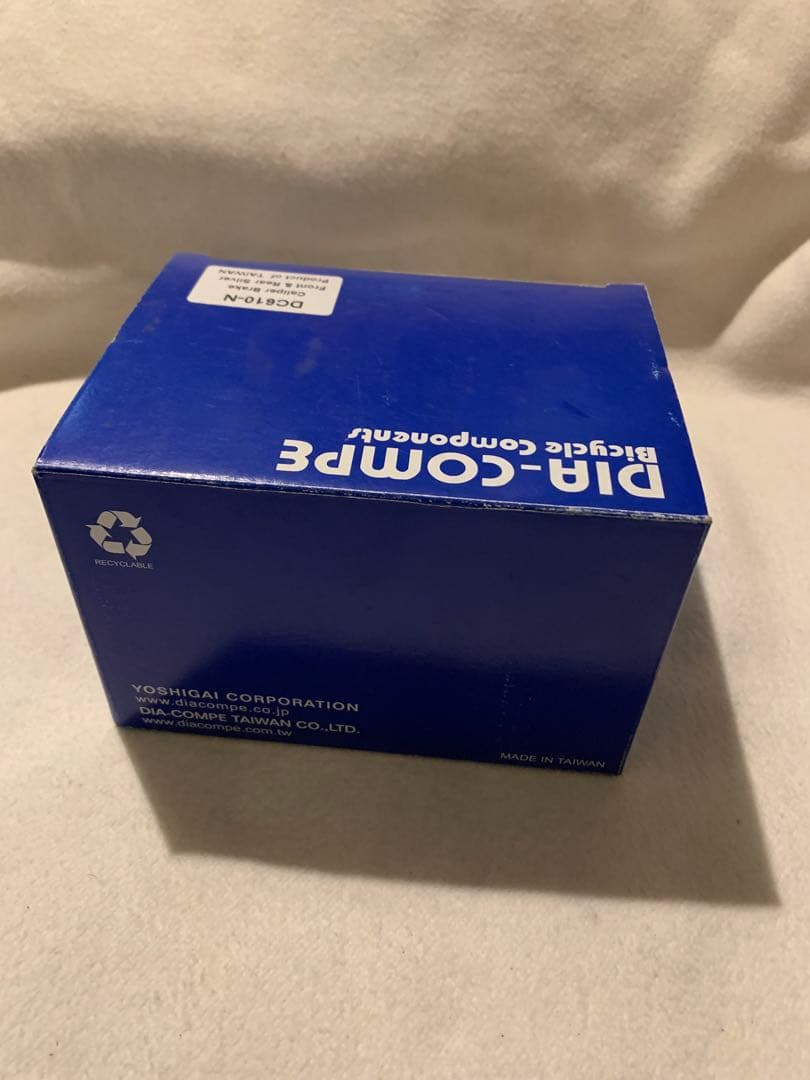 DC610-N
Caliper Brake
Front & Rear Silver
Product of TAIWAN
DIA-COMPE
Bicycle Components
RECYCLABLE
YOSHIGAI CORPORATION
www.diacompe.co.jp
DIA-COMPE TAIWAN CO.,LTD.
www.diacompe.com.tw
MADE IN TAIWAN